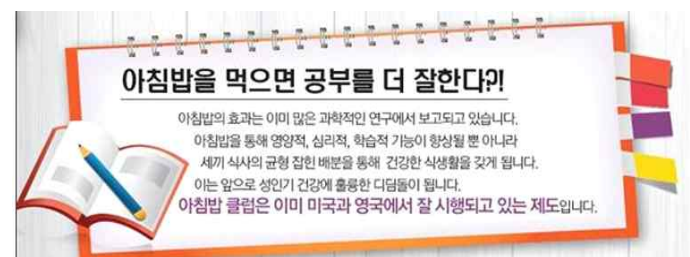 아침밥을 먹으면 공부를 더 잘한다?!
아침밥의 효과는 이미 많은 과학적인 연구에서 보고되고 있습니다.
아침밥을 통해 영양적, 심리적, 학습적 기능이 향상될 뿐 아니라
세끼 식사의 균형 잡힌 배분을 통해 건강한 식생활을 갖게 됩니다.
이는 앞으로 성인기 건강에 훌륭한 디딤돌이 됩니다.
아침밥 클럽은 이미 미국과 영국에서 잘 시행되고 있는 제도입니다.